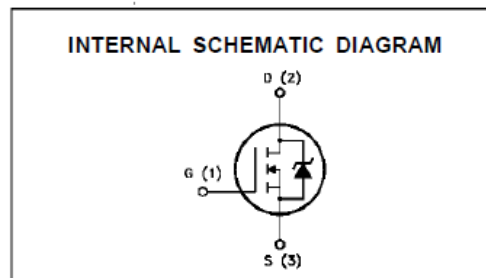 INTERNAL SCHEMATIC DIAGRAM
D (2)
G (1)
S (3)